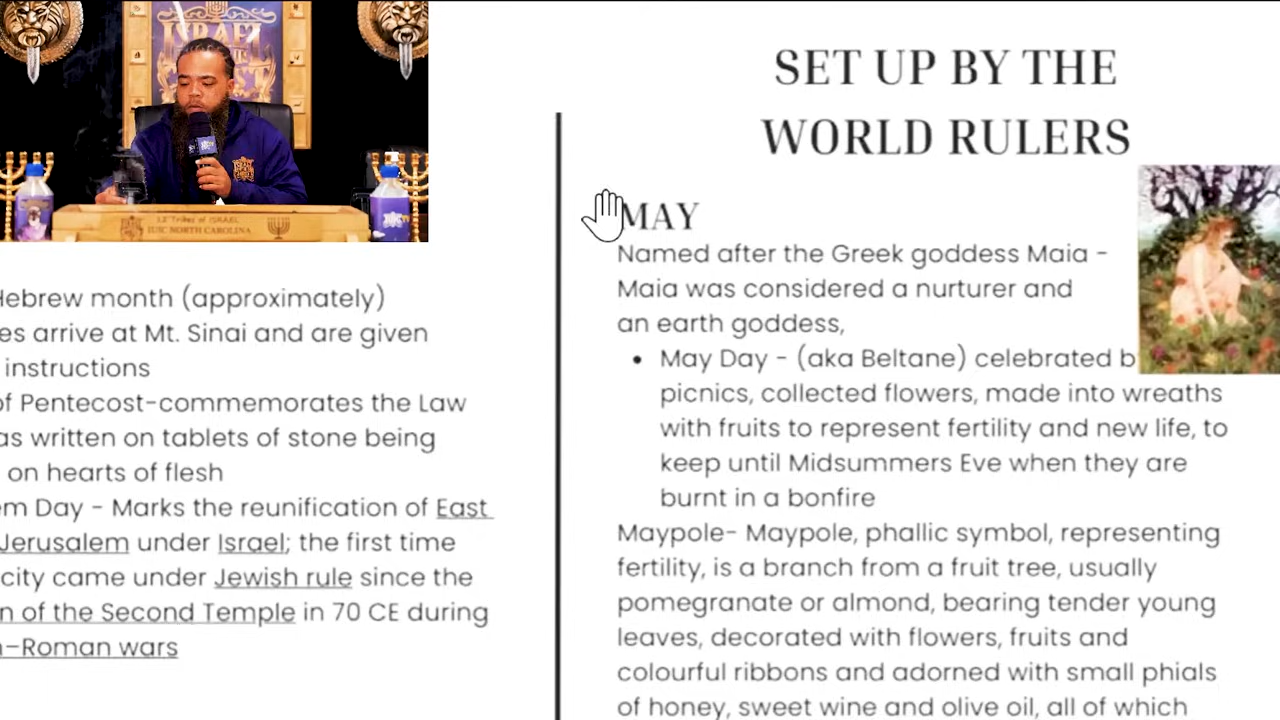 ISRAEL
12 Tribes of ISRAEL
IUIC NORTH CAROLINA
Hebrew month (approximately)
es arrive at Mt. Sinai and are given
instructions
of Pentecost-commemorates the Law
as written on tablets of stone being
on hearts of flesh
em Day - Marks the reunification of East
Jerusalem under Israel; the first time
city came under Jewish rule since the
n of the Second Temple in 70 CE during
n–Roman wars
SET UP BY THE
WORLD RULERS
MAY
Named after the Greek goddess Maia -
Maia was considered a nurturer and
an earth goddess,
• May Day - (aka Beltane) celebrated b
picnics, collected flowers, made into wreaths
with fruits to represent fertility and new life, to
keep until Midsummers Eve when they are
burnt in a bonfire
Maypole- Maypole, phallic symbol, representing
fertility, is a branch from a fruit tree, usually
pomegranate or almond, bearing tender young
leaves, decorated with flowers, fruits and
colourful ribbons and adorned with small phials
of honey, sweet wine and olive oil, all of which